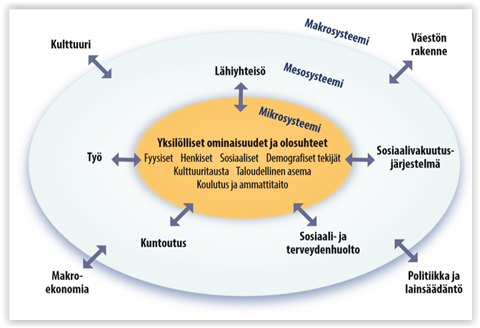 Makrosysteemi
Kulttuuri
Väestön
rakenne
Lähiyhteisö
Mesosysteemi
Mikrosysteemi
Yksilölliset ominaisuudet ja olosuhteet
Fyysiset Henkiset Sosiaaliset Demografiset tekijät
Kulttuuritausta Taloudellinen asema
Koulutus ja ammattitaito
Työ
Sosiaalivakuutus-
järjestelmä
Kuntoutus
Sosiaali- ja
terveydenhuolto
Makro-
ekonomia
Politiikka ja
lainsäädäntö